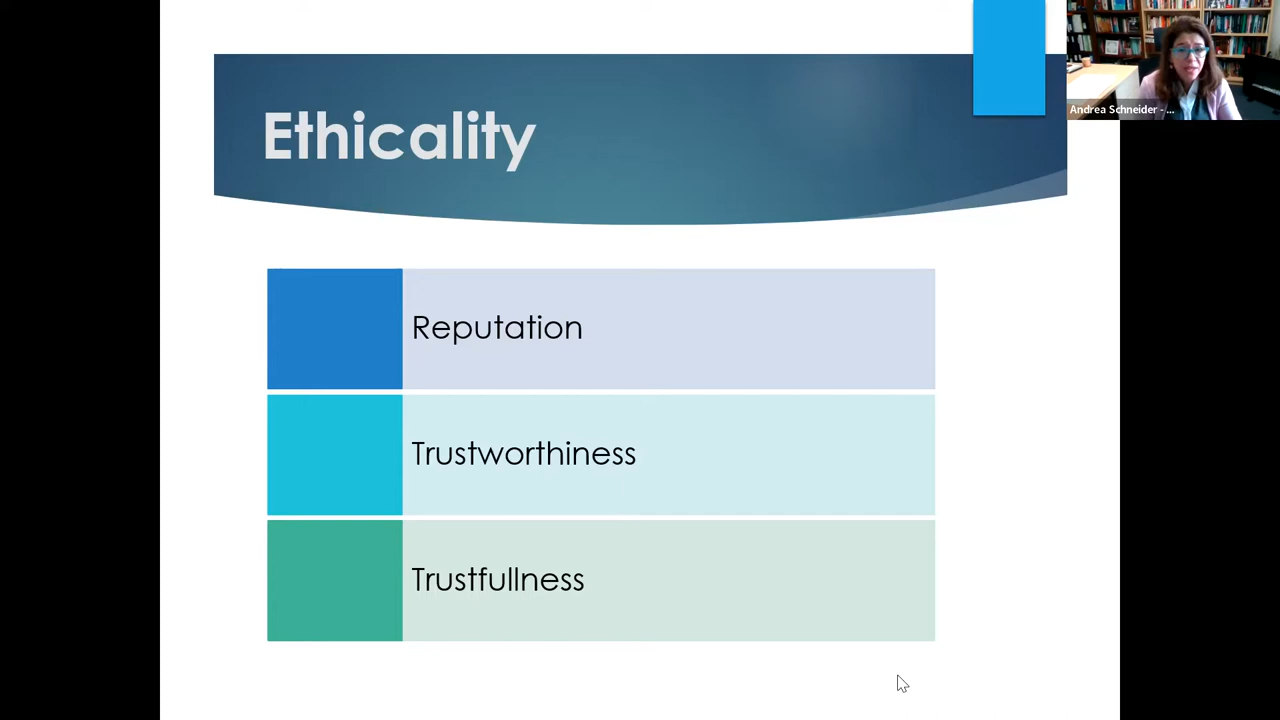 Ethicality
Andrea Schneider - ...
Reputation
Trustworthiness
Trustfullness